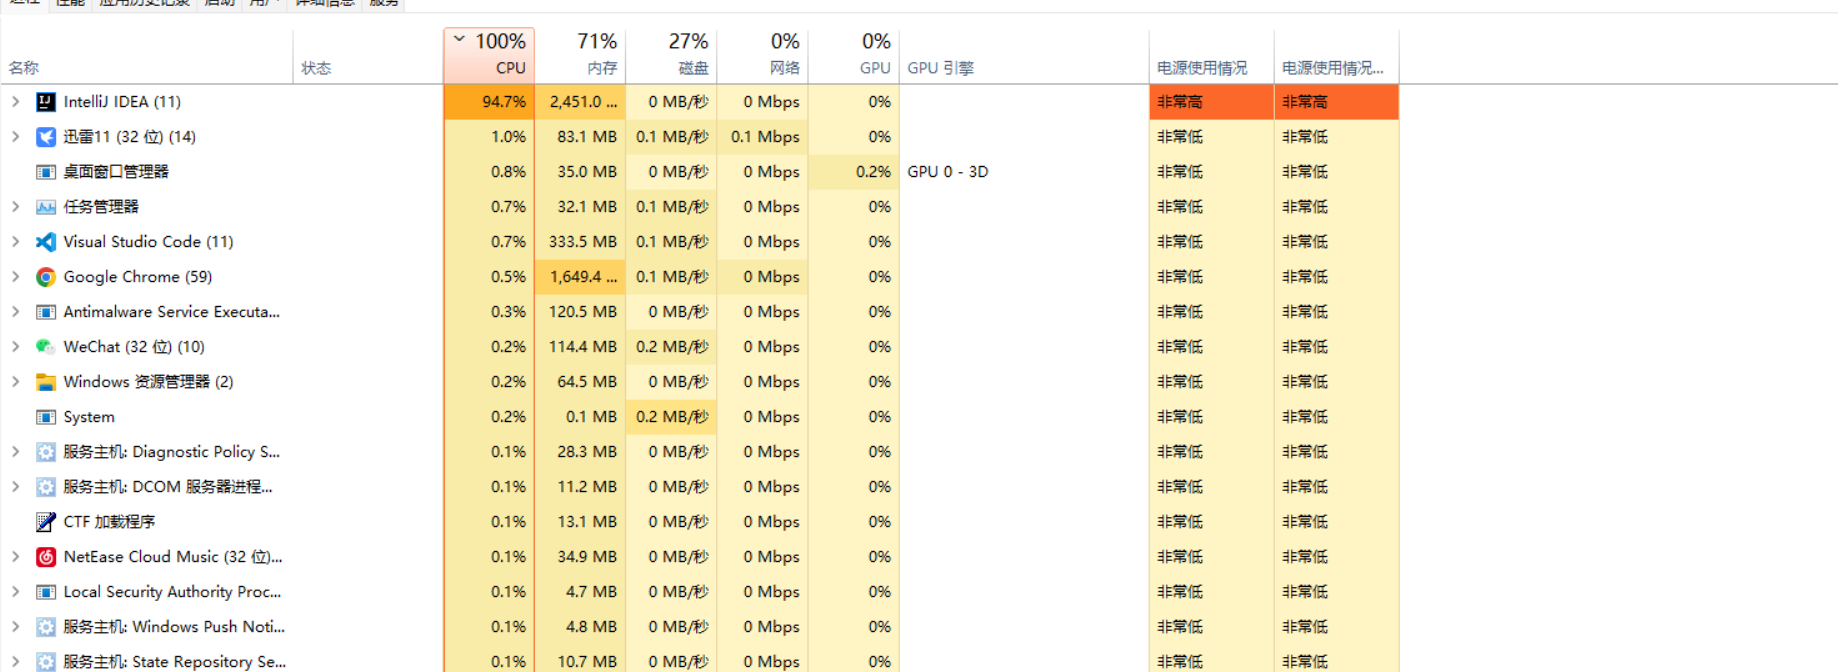 进程 性能 应用历史记录 启动 用户 详细信息 服务
100% 71% 27% 0% 0%
名称 状态 CPU 内存 磁盘 网络 GPU GPU 引擎 电源使用情况 电源使用情况...
IntelliJ IDEA (11) 94.7% 2,451.0 ... 0 MB/秒 0 Mbps 0% 非常高 非常高
迅雷11 (32 位) (14) 1.0% 83.1 MB 0.1 MB/秒 0.1 Mbps 0% 非常低 非常低
桌面窗口管理器 0.8% 35.0 MB 0 MB/秒 0 Mbps 0.2% GPU 0 - 3D 非常低 非常低
任务管理器 0.7% 32.1 MB 0.1 MB/秒 0 Mbps 0% 非常低 非常低
Visual Studio Code (11) 0.7% 333.5 MB 0.1 MB/秒 0 Mbps 0% 非常低 非常低
Google Chrome (59) 0.5% 1,649.4 ... 0.1 MB/秒 0 Mbps 0% 非常低 非常低
Antimalware Service Executa... 0.3% 120.5 MB 0 MB/秒 0 Mbps 0% 非常低 非常低
WeChat (32 位) (10) 0.2% 114.4 MB 0.2 MB/秒 0 Mbps 0% 非常低 非常低
Windows 资源管理器 (2) 0.2% 64.5 MB 0 MB/秒 0 Mbps 0% 非常低 非常低
System 0.2% 0.1 MB 0.2 MB/秒 0 Mbps 0% 非常低 非常低
服务主机: Diagnostic Policy S... 0.1% 28.3 MB 0 MB/秒 0 Mbps 0% 非常低 非常低
服务主机: DCOM 服务器进程... 0.1% 11.2 MB 0 MB/秒 0 Mbps 0% 非常低 非常低
CTF 加载程序 0.1% 13.1 MB 0 MB/秒 0 Mbps 0% 非常低 非常低
NetEase Cloud Music (32 位)... 0.1% 34.9 MB 0 MB/秒 0 Mbps 0% 非常低 非常低
Local Security Authority Proc... 0.1% 4.7 MB 0 MB/秒 0 Mbps 0% 非常低 非常低
服务主机: Windows Push Noti... 0.1% 4.8 MB 0 MB/秒 0 Mbps 0% 非常低 非常低
服务主机: State Repository Se... 0.1% 10.7 MB 0 MB/秒 0 Mbps 0% 非常低 非常低